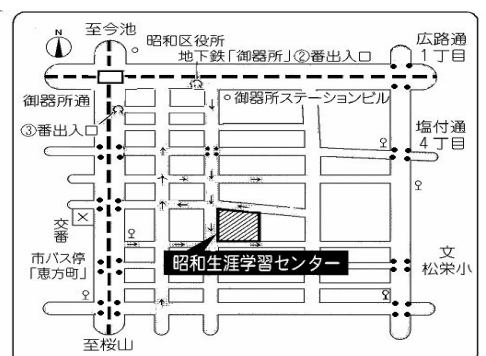 至今池
N
昭和区役所
地下鉄「御器所」②番出入口
広路通
1丁目
御器所通
御器所ステーションビル
③番出入口
塩付通
4丁目
交番
昭和生涯学習センター
市バス停
「恵方町」
文
松栄小
至桜山